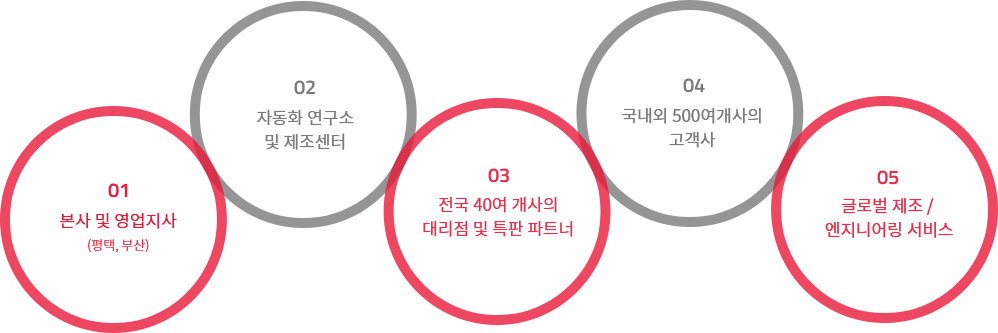 01
본사 및 영업지사
(평택, 부산)
02
자동화 연구소
및 제조센터
03
전국 40여 개사의
대리점 및 특판 파트너
04
국내외 500여개사의
고객사
05
글로벌 제조 /
엔지니어링 서비스